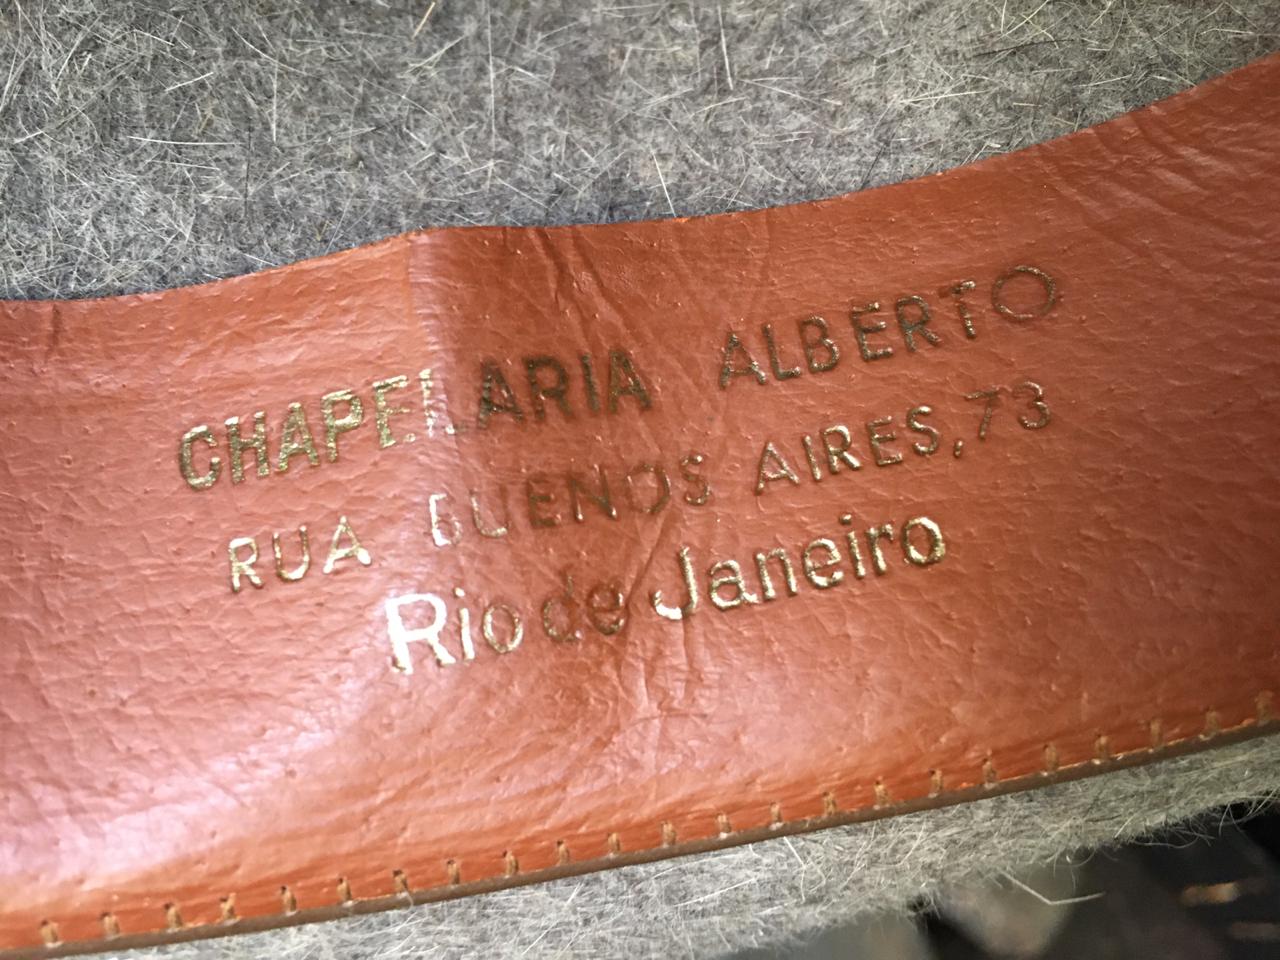 CHAPELARIA ALBERTO
RUA BUENOS AIRES, 73
Rio de Janeiro